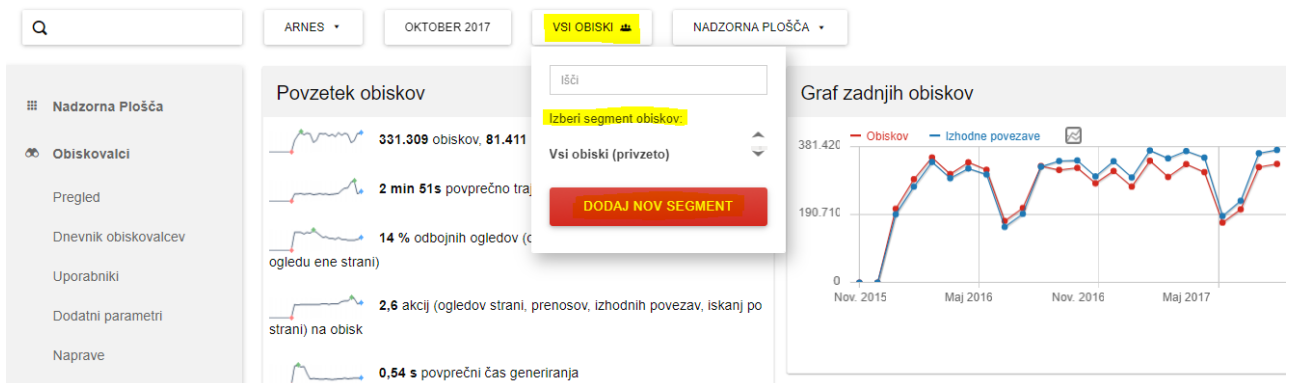 ARNES
OKTOBER 2017
VSI OBISKI
NADZORNA PLOŠČA
Išči
Izberi segment obiskov:
Vsi obiski (privzeto)
DODAJ NOV SEGMENT
Nadzorna Plošča
Obiskovalci
Pregled
Dnevnik obiskovalcev
Uporabniki
Dodatni parametri
Naprave
Povzetek obiskov
331.309 obiskov, 81.411
2 min 51s povprečno
14 % odbojnih ogledov
ogledu ene strani)
2,6 akcij (ogledov strani, prenosov, izhodnih povezav, iskanj po
strani) na obisk
0,54 s povprečni čas generiranja
Graf zadnjih obiskov
Obiskov
Izhodne povezave
381.420
190.710
0
Nov. 2015
Maj 2016
Nov. 2016
Maj 2017